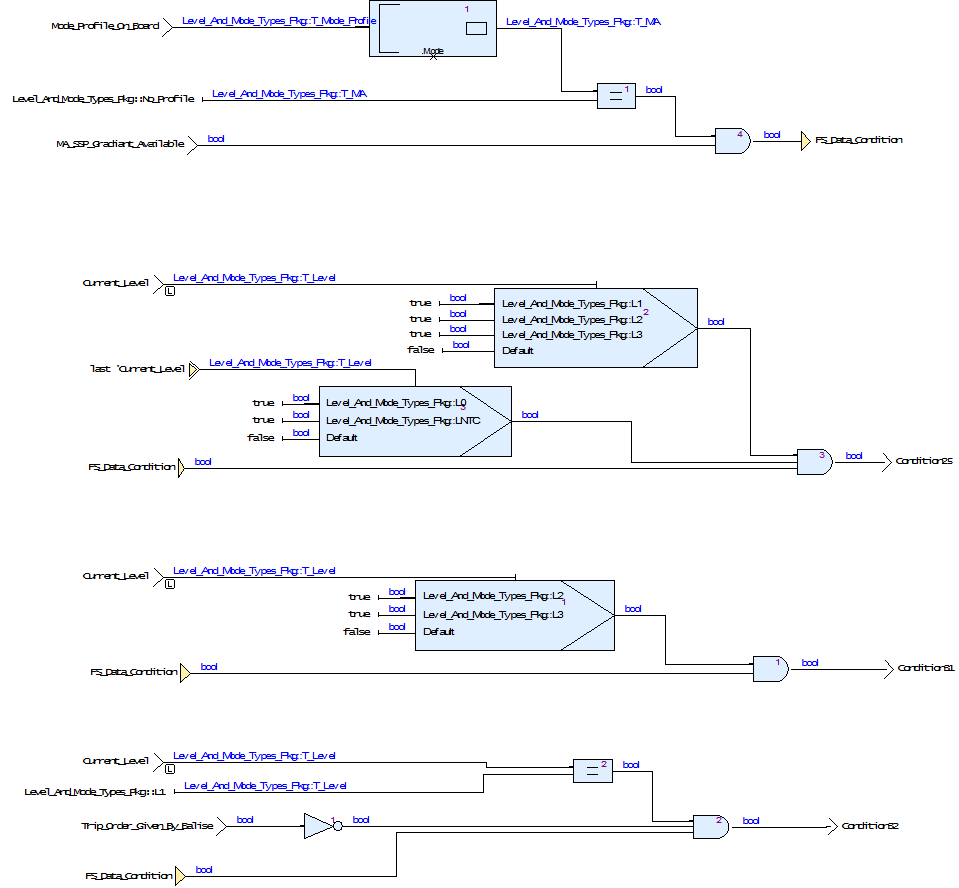 Mode_Profile_On_Board
Level_And_Mode_Types_Pkg::T_Mode_Profile
1
.Mode
Level_And_Mode_Types_Pkg::T_MA
Level_And_Mode_Types_Pkg::No_Profile
Level_And_Mode_Types_Pkg::T_MA
1
bool
MA_SSP_Gradiant_Available
bool
4
bool
FS_Data_Condition
Current_Level
L
Level_And_Mode_Types_Pkg::T_Level
true
bool
Level_And_Mode_Types_Pkg::L1
true
bool
Level_And_Mode_Types_Pkg::L2
2
true
bool
Level_And_Mode_Types_Pkg::L3
false
bool
Default
bool
last 'Current_Level
Level_And_Mode_Types_Pkg::T_Level
true
bool
Level_And_Mode_Types_Pkg::L0
3
true
bool
Level_And_Mode_Types_Pkg::LNTC
false
bool
Default
bool
FS_Data_Condition
bool
3
bool
Condition25
Current_Level
L
Level_And_Mode_Types_Pkg::T_Level
true
bool
Level_And_Mode_Types_Pkg::L2
1
true
bool
Level_And_Mode_Types_Pkg::L3
false
bool
Default
bool
FS_Data_Condition
bool
1
bool
Condition31
Current_Level
L
Level_And_Mode_Types_Pkg::T_Level
Level_And_Mode_Types_Pkg::L1
Level_And_Mode_Types_Pkg::T_Level
2
bool
Trip_Order_Given_By_Balise
bool
1
bool
2
bool
Condition32
FS_Data_Condition
bool